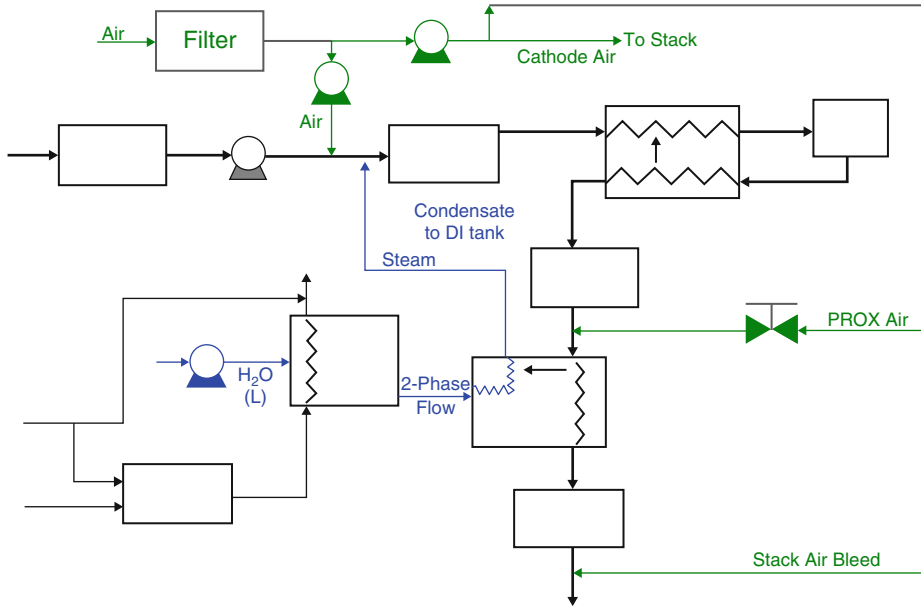 Air
Filter
To Stack
Cathode Air
Air
Condensate
to DI tank
Steam
PROX Air
H₂O
(L)
2-Phase
Flow
Stack Air Bleed